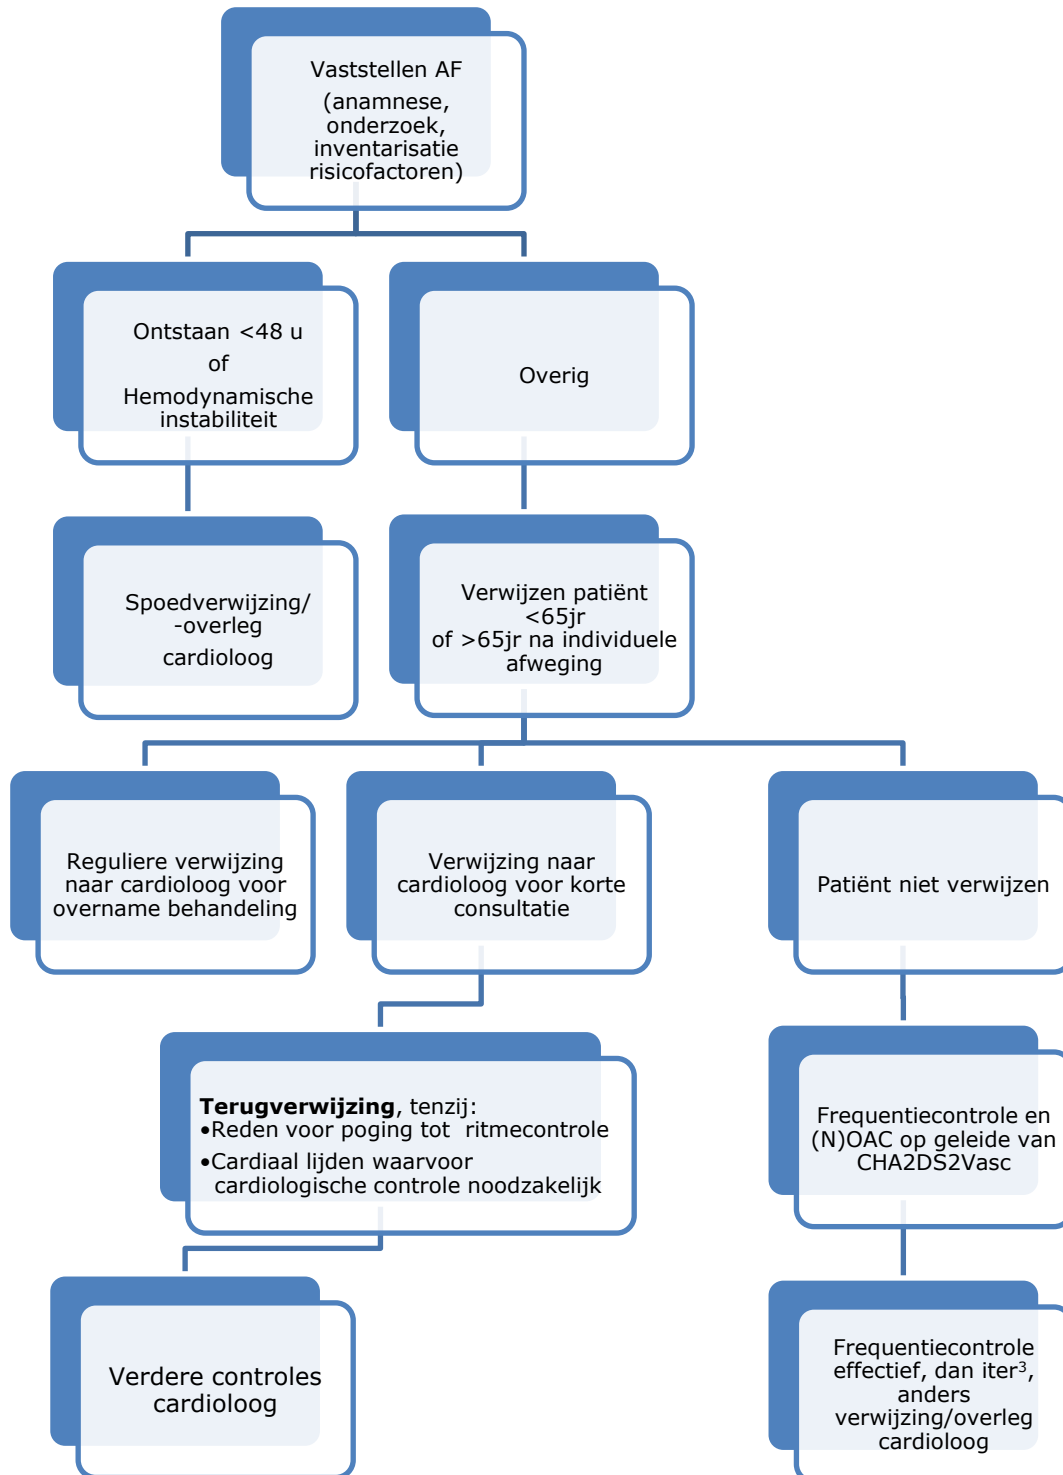 Vaststellen AF
(anamnese,
onderzoek,
inventarisatie
risicofactoren)
Ontstaan <48 u
of
Hemodynamische
instabiliteit
Overig
Spoedverwijzing/
-overleg
cardioloog
Verwijzen patiënt
<65jr
of >65jr na individuele
afweging
Reguliere verwijzing
naar cardioloog voor
overname behandeling
Verwijzing naar
cardioloog voor korte
consultatie
Patiënt niet verwijzen
Terugverwijzing, tenzij:
•Reden voor poging tot ritmecontrole
•Cardiaal lijden waarvoor
cardiologische controle noodzakelijk
Frequentiecontrole en
(N)OAC op geleide van
CHA2DS2Vasc
Verdere controles
cardioloog
Frequentiecontrole
effectief, dan iter³,
anders
verwijzing/overleg
cardioloog